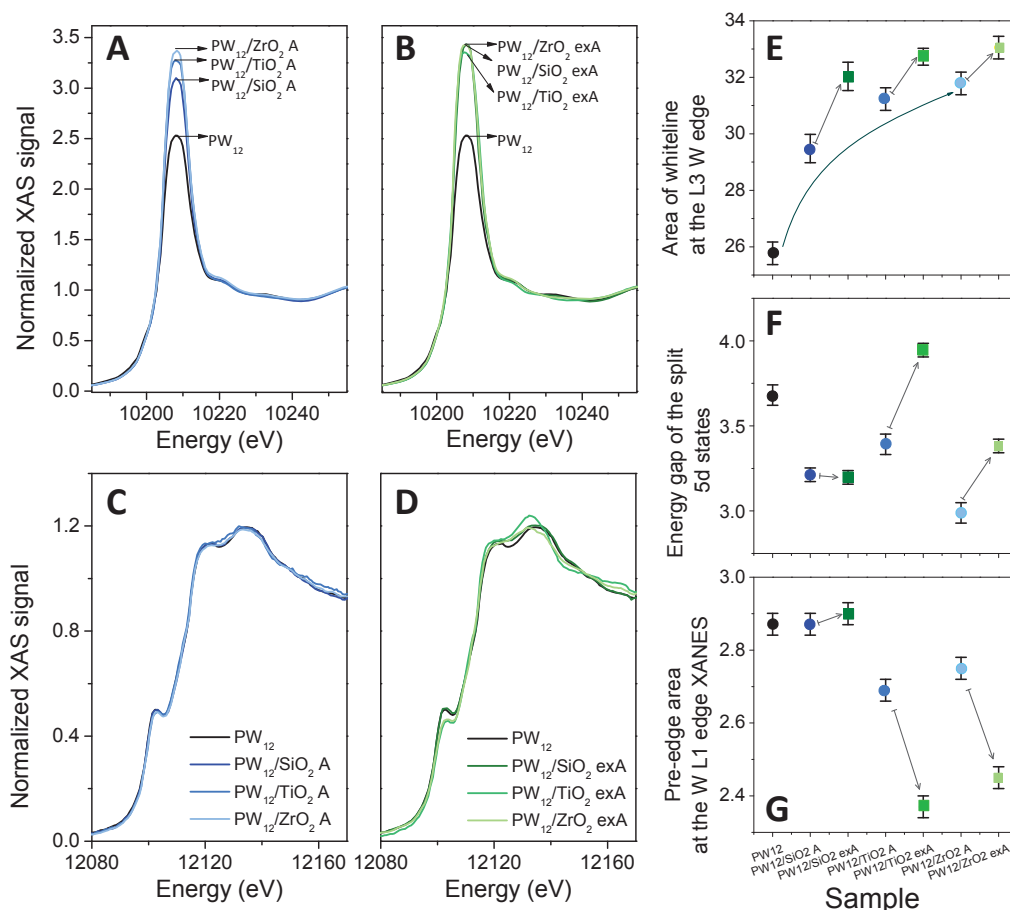 A
Normalized XAS signal
3.5
3.0
2.5
2.0
1.5
1.0
0.5
0.0
PW12/ZrO2 A
PW12/TiO2 A
PW12/SiO2 A
PW12
10200 10220 10240
Energy (eV)
B
PW12/ZrO2 exA
PW12/SiO2 exA
PW12/TiO2 exA
PW12
10200 10220 10240
Energy (eV)
C
Normalized XAS signal
1.2
0.8
0.4
0.0
PW12
PW12/SiO2 A
PW12/TiO2 A
PW12/ZrO2 A
12080 12120 12160
Energy (eV)
D
PW12
PW12/SiO2 exA
PW12/TiO2 exA
PW12/ZrO2 exA
12080 12120 12160
Energy (eV)
E
Area of whiteline
at the L3 W edge
34
32
30
28
26
F
Energy gap of the split
5d states
4.0
3.5
3.0
G
Pre-edge area
at the W L1 edge XANES
3.0
2.8
2.6
2.4
PW12
PW12/SiO2 A
PW12/SiO2 exA
PW12/TiO2 A
PW12/TiO2 exA
PW12/ZrO2 A
PW12/ZrO2 exA
Sample